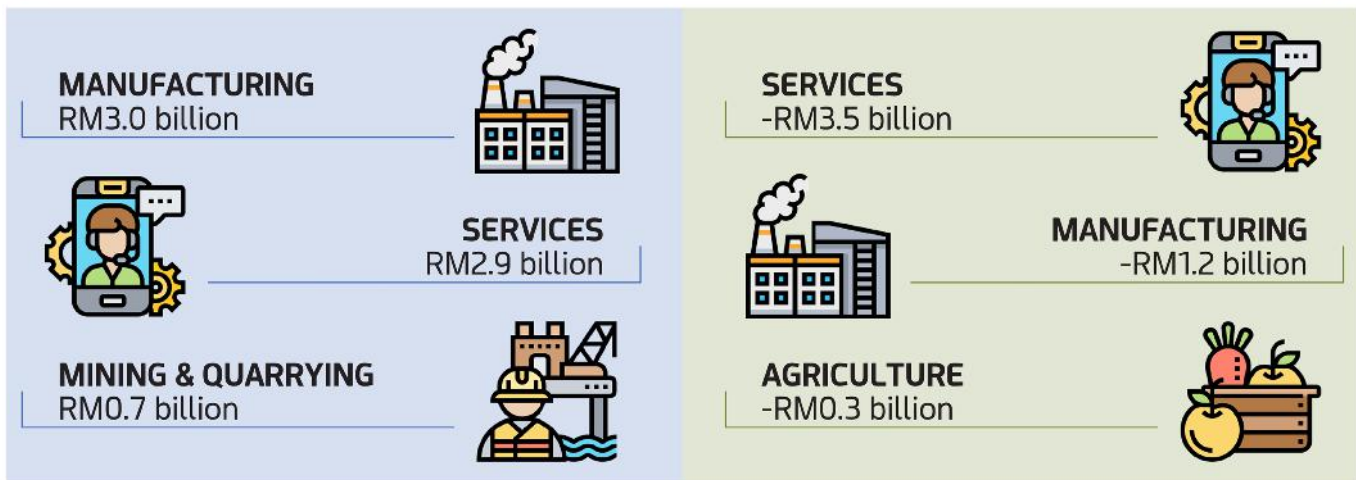 MANUFACTURING
RM3.0 billion
SERVICES
RM2.9 billion
MINING & QUARRYING
RM0.7 billion
SERVICES
-RM3.5 billion
MANUFACTURING
-RM1.2 billion
AGRICULTURE
-RM0.3 billion